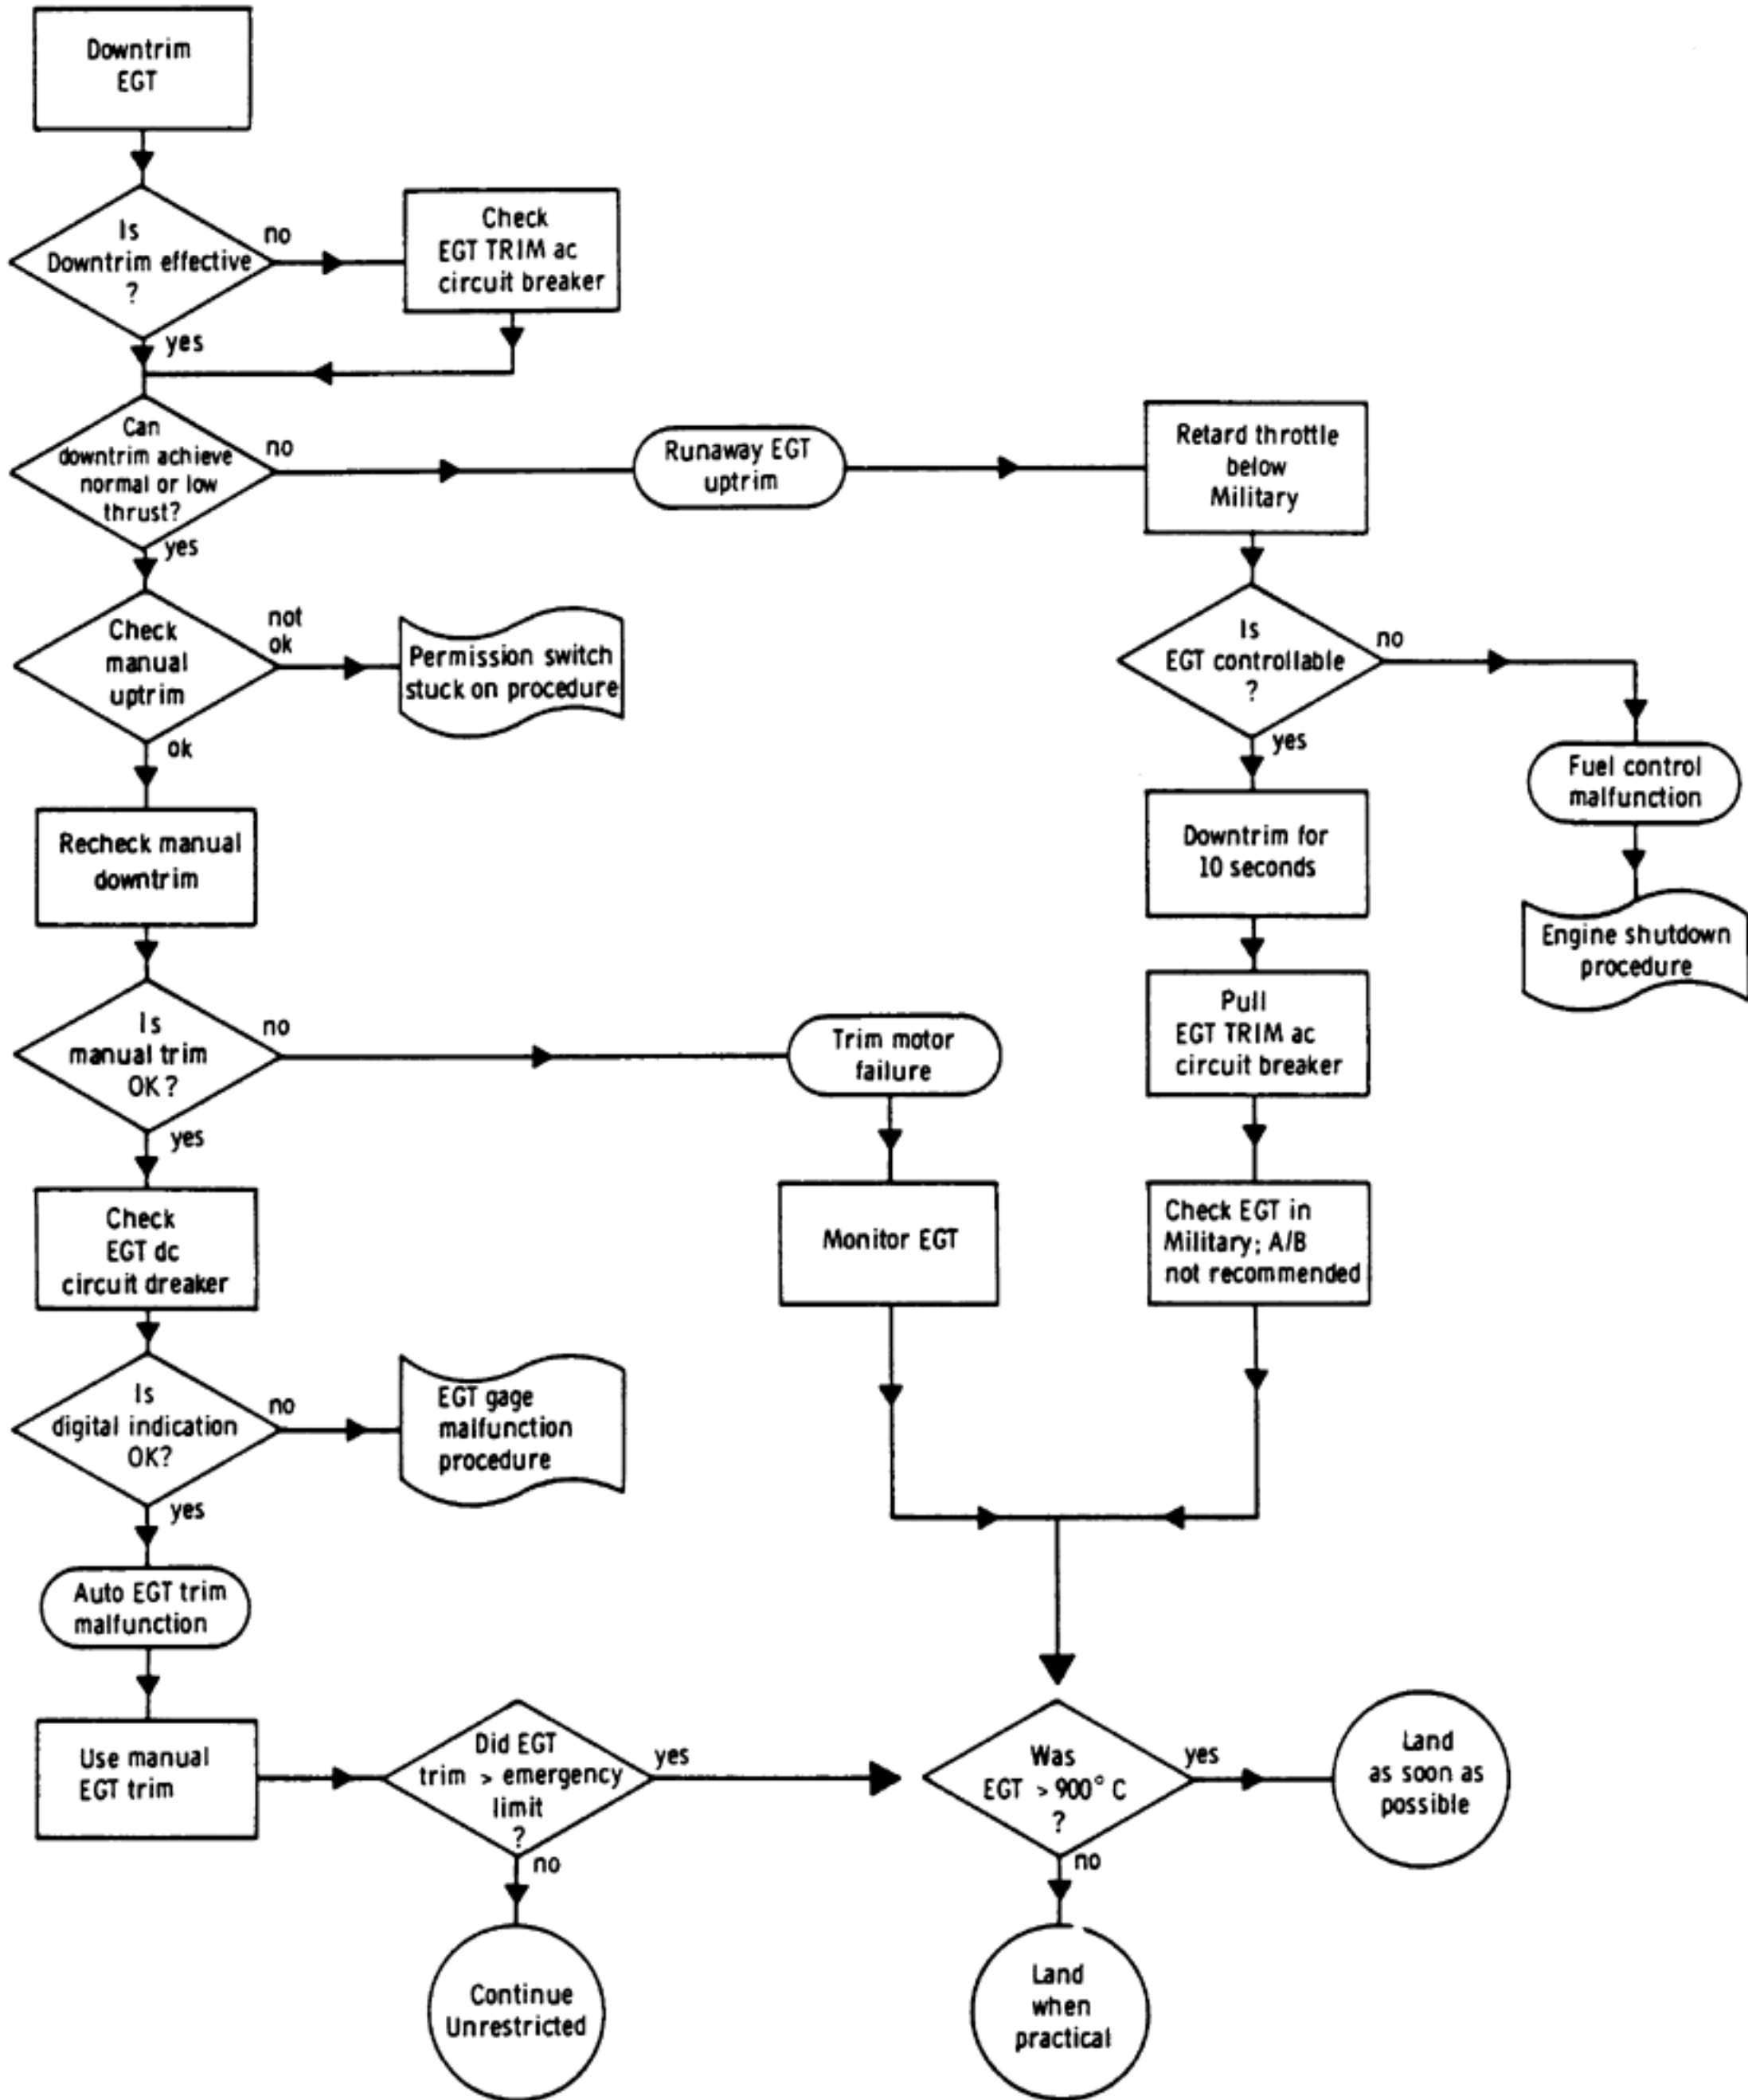 Downtrim
EGT
Is
Downtrim effective
?
no
yes
Check
EGT TRIM ac
circuit breaker
Can
downtrim achieve
normal or low
thrust?
no
yes
Runaway EGT
uptrim
Retard throttle
below
Military
Check
manual
uptrim
not
ok
ok
Permission switch
stuck on procedure
Is
EGT controllable
?
no
yes
Fuel control
malfunction
Engine shutdown
procedure
Recheck manual
downtrim
Downtrim for
10 seconds
Is
manual trim
OK?
no
yes
Trim motor
failure
Pull
EGT TRIM ac
circuit breaker
Check
EGT dc
circuit dreaker
Monitor EGT
Check EGT in
Military; A/B
not recommended
Is
digital indication
OK?
no
yes
EGT gage
malfunction
procedure
Auto EGT trim
malfunction
Use manual
EGT trim
Did EGT
trim > emergency
limit
?
yes
no
Was
EGT > 900° C
?
yes
no
Land
as soon as
possible
Continue
Unrestricted
Land
when
practical